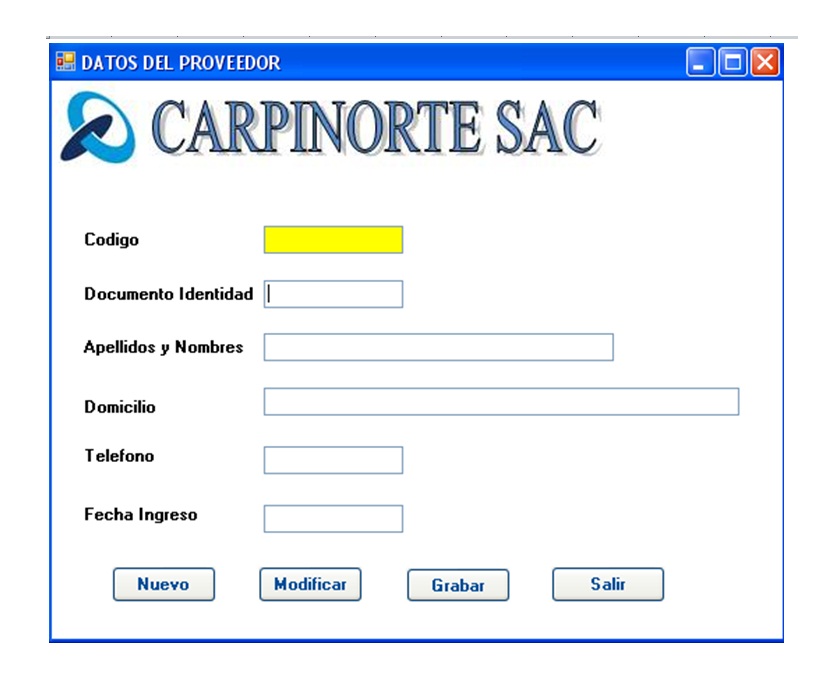 DATOS DEL PROVEEDOR
CARPINORTE SAC
Codigo
Documento Identidad
Apellidos y Nombres
Domicilio
Telefono
Fecha Ingreso
Nuevo Modificar Grabar Salir